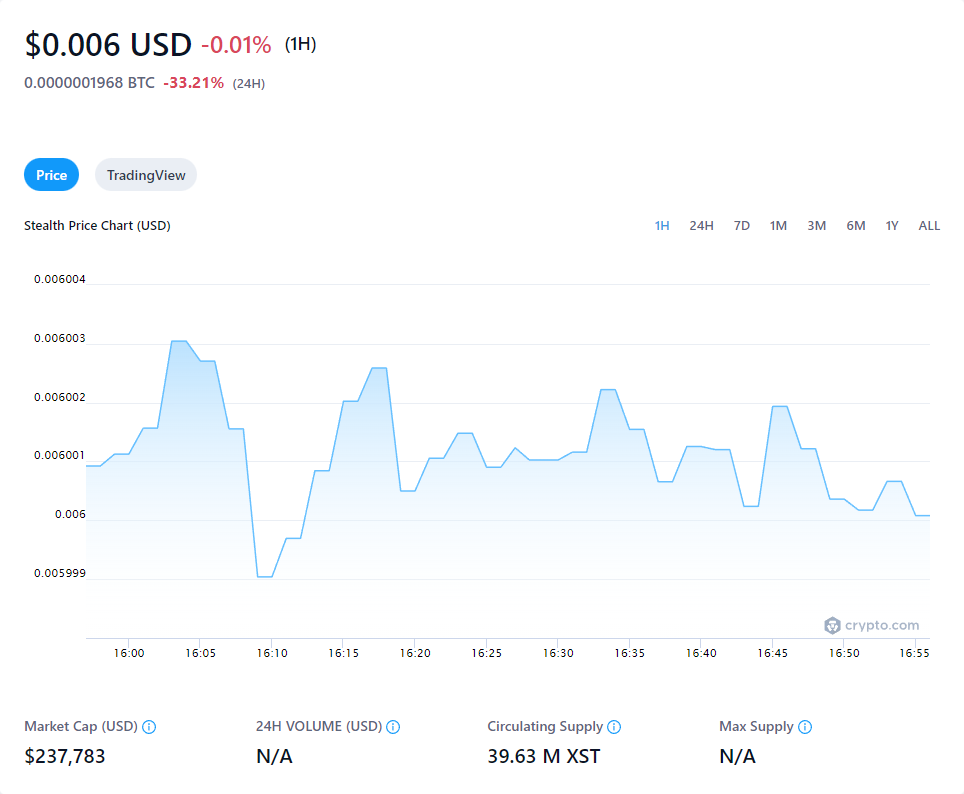 $0.006 USD -0.01% (1H)
0.0000001968 BTC -33.21% (24H)
Price TradingView
Stealth Price Chart (USD) 1H 24H 7D 1M 3M 6M 1Y ALL
0.006004
0.006003
0.006002
0.006001
0.006
0.005999
crypto.com
16:00 16:05 16:10 16:15 16:20 16:25 16:30 16:35 16:40 16:45 16:50 16:55
Market Cap (USD) 24H VOLUME (USD) Circulating Supply Max Supply
$237,783 N/A 39.63 M XST N/A